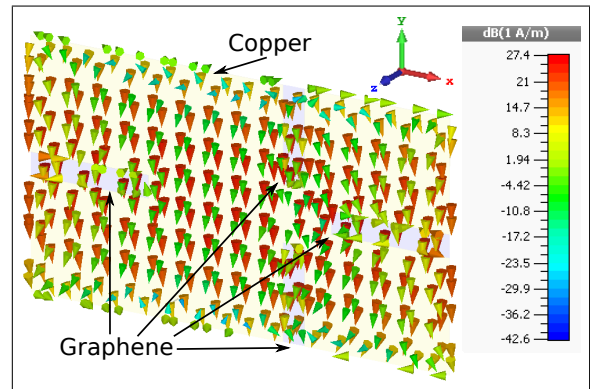 Copper
y
z
x
dB(1 A/m)
27.4
21
14.7
8.3
1.94
-4.42
-10.8
-17.2
-23.5
-29.9
-36.3
-42.6
Graphene